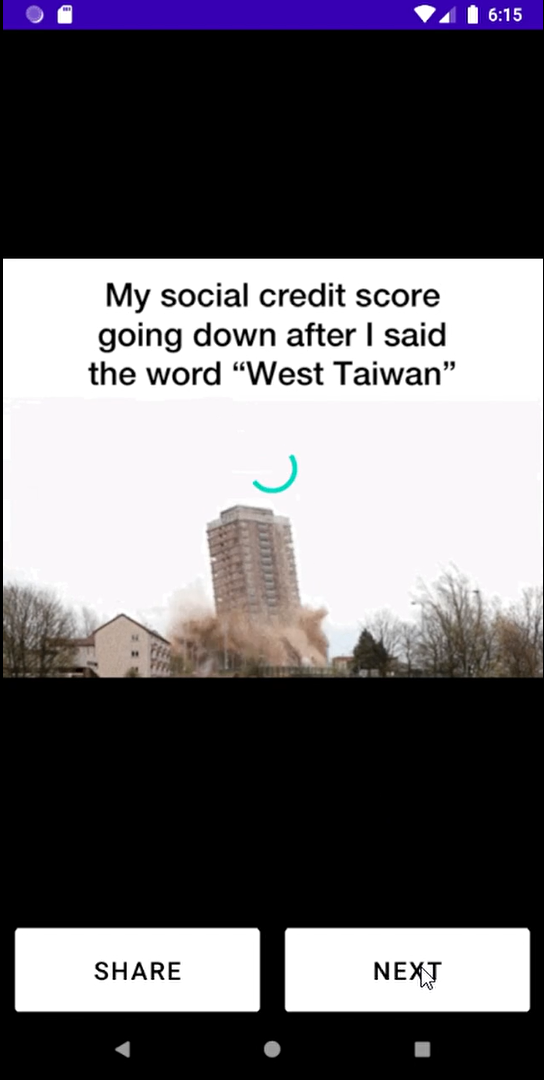 6:15
My social credit score
going down after I said
the word “West Taiwan”
SHARE
NEXT